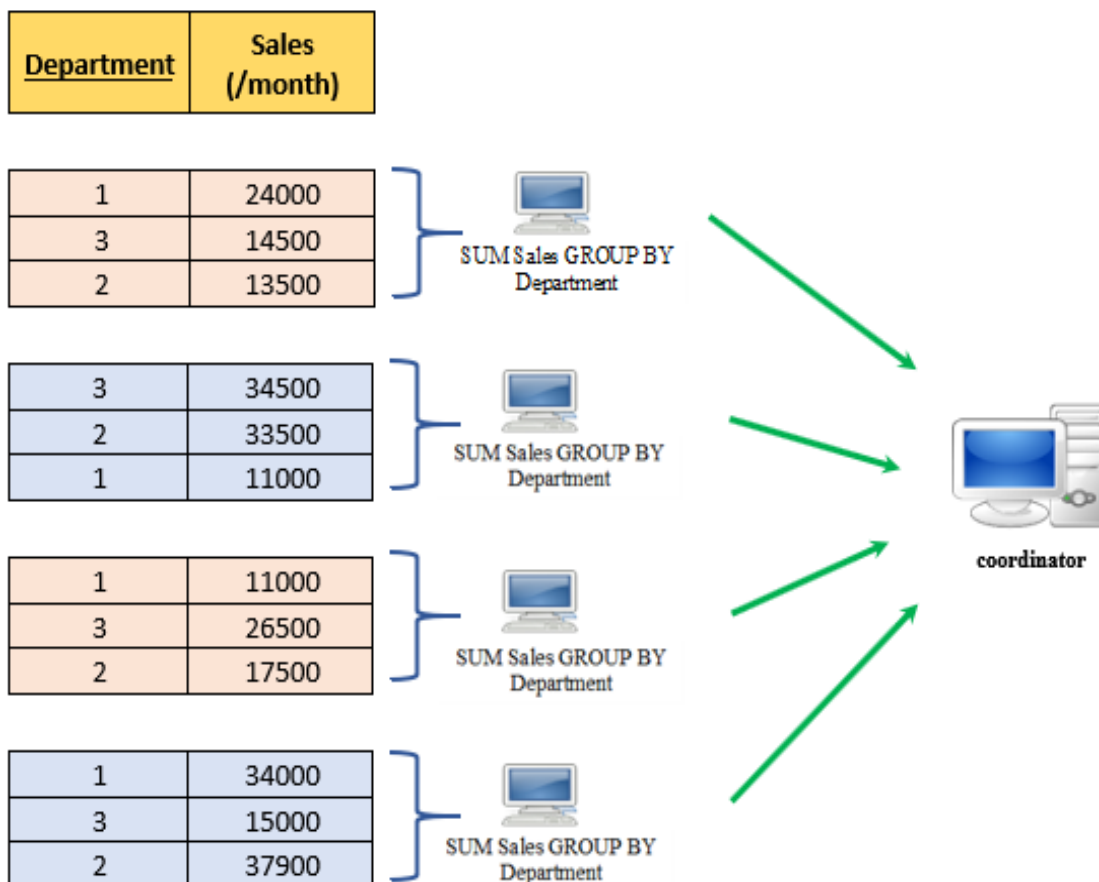 Department Sales
(/month)
1 24000
3 14500
2 13500
SUM Sales GROUP BY
Department
3 34500
2 33500
1 11000
SUM Sales GROUP BY
Department
1 11000
3 26500
2 17500
SUM Sales GROUP BY
Department
1 34000
3 15000
2 37900
SUM Sales GROUP BY
Department
coordinator